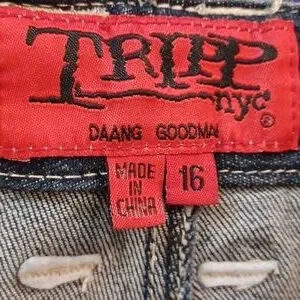 TRIPP
nyc®
DAANG GOODMAN
MADE
IN
CHINA
16